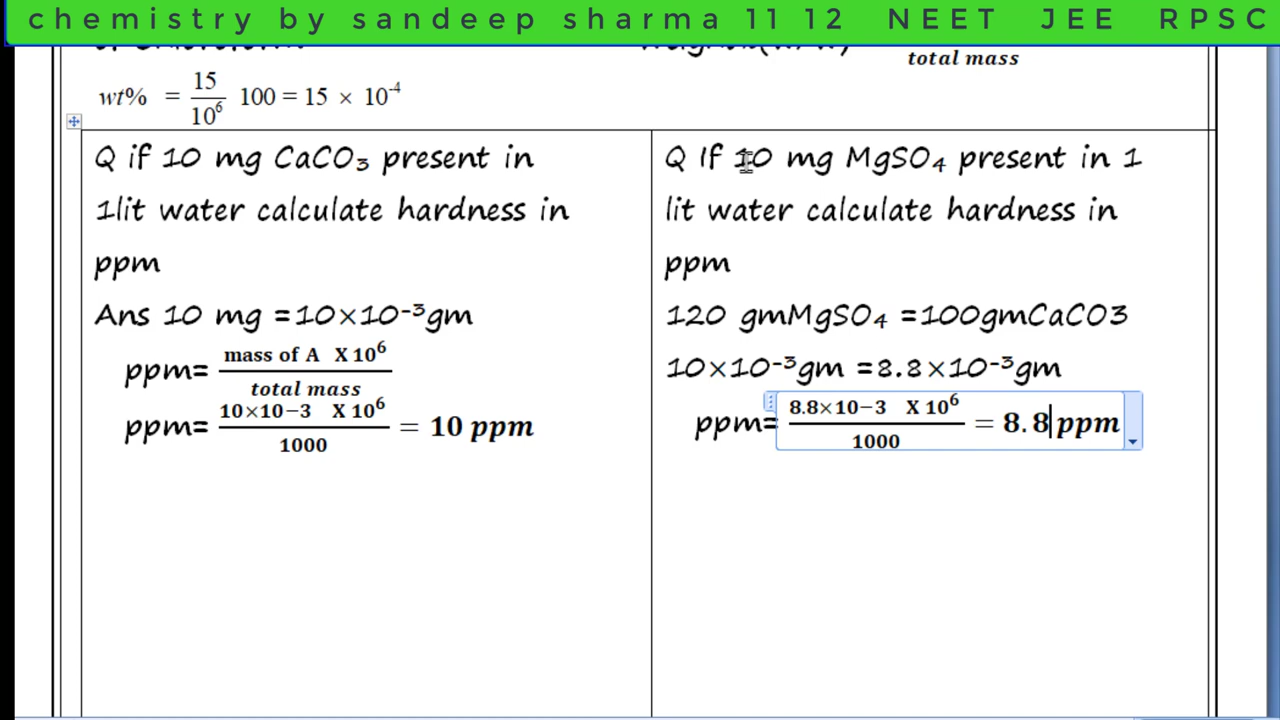 chemistry by sandeep sharma 11 12 NEET JEE RPSC
total mass
wt% = 15/10⁶ 100 = 15 × 10⁻⁴
Q if 10 mg CaCO₃ present in
1lit water calculate hardness in
ppm
Ans 10 mg =10×10⁻³gm
ppm= mass of A X 10⁶ / total mass
ppm= 10×10−3 X 10⁶ / 1000 = 10 ppm
Q If 10 mg MgSO₄ present in 1
lit water calculate hardness in
ppm
120 gmMgSO₄ =100gmCaCO3
10×10⁻³gm =8.8×10⁻³gm
ppm= 8.8×10−3 X 10⁶ / 1000 = 8.8 ppm